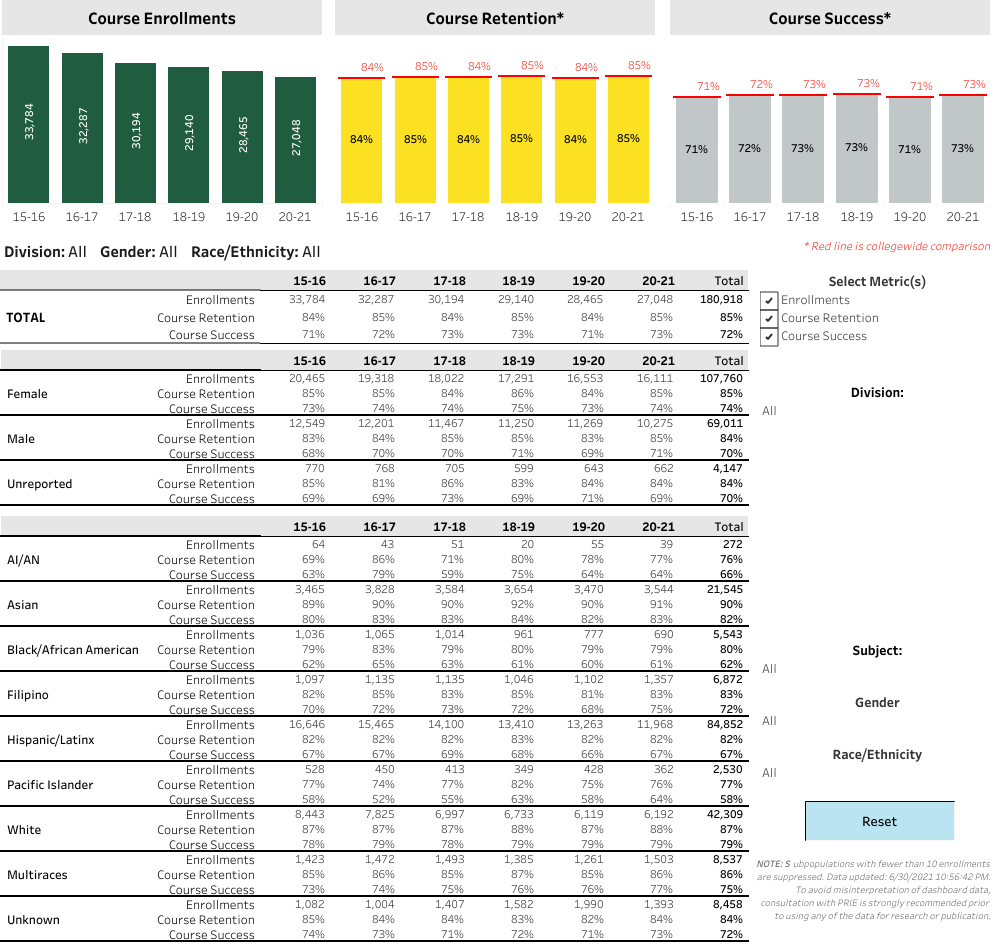 Course Enrollments Course Retention* Course Success*
84% 85% 84% 85% 84% 85% 71% 72% 73% 73% 71% 73%
33,784 32,287 30,194 29,140 28,465 27,048 84% 85% 84% 85% 84% 85% 71% 72% 73% 73% 71% 73%
15-16 16-17 17-18 18-19 19-20 20-21 15-16 16-17 17-18 18-19 19-20 20-21 15-16 16-17 17-18 18-19 19-20 20-21
Division: All Gender: All Race/Ethnicity: All
* Red line is collegewide comparison
15-16 16-17 17-18 18-19 19-20 20-21 Total
Enrollments 33,784 32,287 30,194 29,140 28,465 27,048 180,918
TOTAL Course Retention 84% 85% 84% 85% 84% 85% 85%
Course Success 71% 72% 73% 73% 71% 73% 72%
15-16 16-17 17-18 18-19 19-20 20-21 Total
Enrollments 20,465 19,318 18,022 17,291 16,553 16,111 107,760
Female Course Retention 85% 85% 84% 86% 84% 85% 85%
Course Success 73% 74% 74% 75% 73% 74% 74%
Enrollments 12,549 12,201 11,467 11,250 11,269 10,275 69,011
Male Course Retention 83% 84% 85% 85% 83% 85% 84%
Course Success 68% 70% 70% 71% 69% 71% 70%
Enrollments 770 768 705 599 643 662 4,147
Unreported Course Retention 85% 81% 86% 83% 84% 84% 84%
Course Success 69% 69% 73% 69% 71% 69% 70%
15-16 16-17 17-18 18-19 19-20 20-21 Total
Enrollments 64 43 51 20 55 39 272
AI/AN Course Retention 69% 86% 71% 80% 78% 77% 76%
Course Success 63% 79% 59% 75% 64% 64% 66%
Enrollments 3,465 3,828 3,584 3,654 3,470 3,544 21,545
Asian Course Retention 89% 90% 90% 92% 90% 91% 90%
Course Success 80% 83% 83% 84% 82% 83% 82%
Enrollments 1,036 1,065 1,014 961 777 690 5,543
Black/African American Course Retention 79% 83% 79% 80% 79% 79% 80%
Course Success 62% 65% 63% 61% 60% 61% 62%
Enrollments 1,097 1,135 1,135 1,046 1,102 1,357 6,872
Filipino Course Retention 82% 85% 83% 85% 81% 83% 83%
Course Success 70% 72% 73% 72% 68% 75% 72%
Enrollments 16,646 15,465 14,100 13,410 13,263 11,968 84,852
Hispanic/Latinx Course Retention 82% 82% 83% 82% 82% 82% 82%
Course Success 67% 67% 69% 68% 66% 67% 67%
Enrollments 528 450 413 349 428 362 2,530
Pacific Islander Course Retention 77% 74% 77% 82% 75% 76% 77%
Course Success 58% 52% 55% 63% 58% 64% 58%
Enrollments 8,443 7,825 6,997 6,733 6,119 6,192 42,309
White Course Retention 87% 87% 87% 88% 87% 88% 87%
Course Success 78% 79% 79% 79% 79% 79% 79%
Enrollments 1,423 1,472 1,493 1,385 1,261 1,503 8,537
Multiraces Course Retention 85% 86% 85% 87% 85% 86% 86%
Course Success 73% 74% 75% 76% 76% 77% 75%
Enrollments 1,082 1,004 1,407 1,582 1,990 1,393 8,458
Unknown Course Retention 85% 84% 84% 83% 82% 84% 84%
Course Success 74% 73% 71% 72% 71% 73% 72%
Select Metric(s)
Enrollments
Course Retention
Course Success
Division:
All
Subject:
All
Gender
All
Race/Ethnicity
All
Reset
NOTE: S ubpopulations with fewer than 10 enrollments
are suppressed. Data updated: 6/30/2021 10:56:42 PM.
To avoid misinterpretation of dashboard data,
consultation with PRIE is strongly recommended prior
to using any of the data for research or publication.